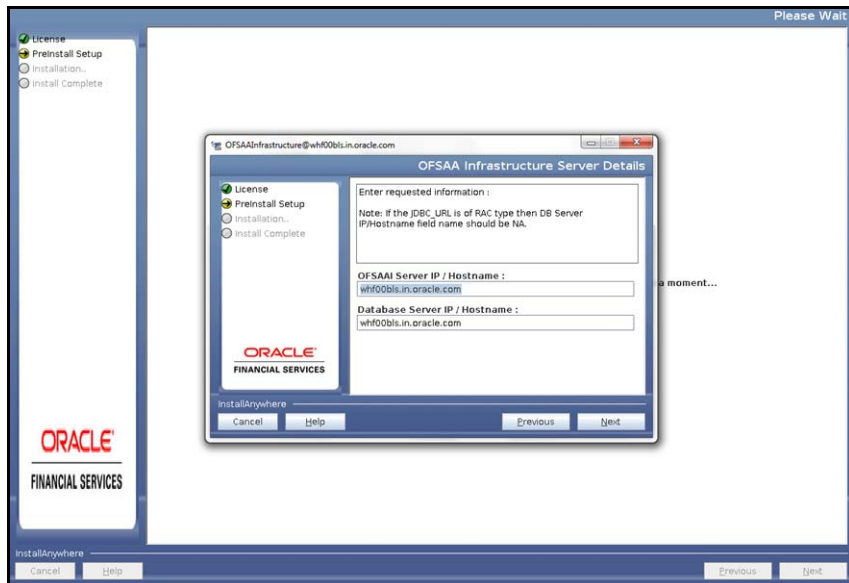 Please Wait
License
PreInstall Setup
Installation..
Install Complete
OFSAAInfrastructure@whf00bls.in.oracle.com
OFSAA Infrastructure Server Details
License
PreInstall Setup
Installation..
Install Complete
Enter requested information :
Note: If the JDBC_URL is of RAC type then DB Server
IP/Hostname field name should be NA.
OFSAAI Server IP / Hostname :
whf00bls.in.oracle.com
Database Server IP / Hostname :
whf00bls.in.oracle.com
a moment...
ORACLE
FINANCIAL SERVICES
InstallAnywhere
Cancel Help Previous Next
ORACLE
FINANCIAL SERVICES
InstallAnywhere
Cancel Help Previous Next